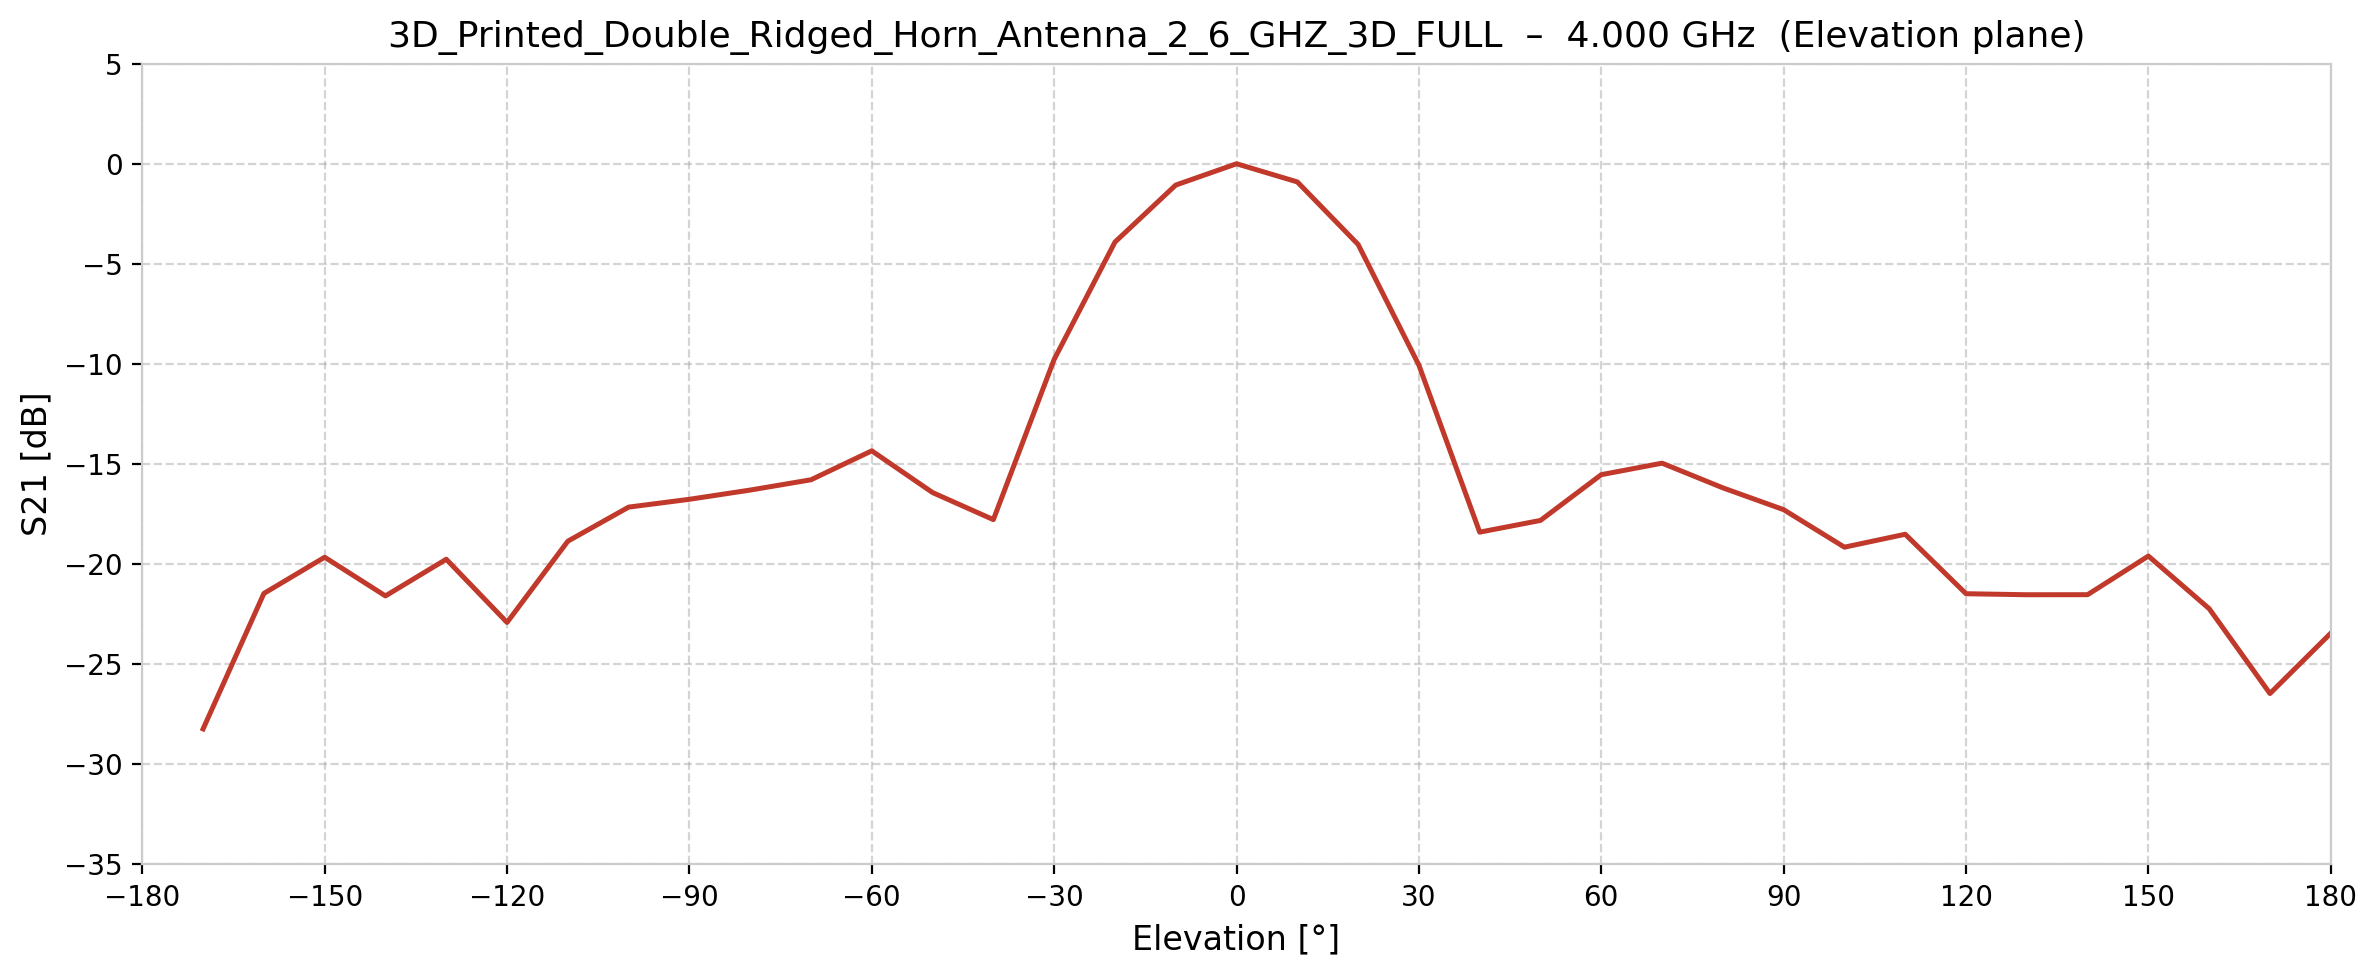 3D_Printed_Double_Ridged_Horn_Antenna_2_6_GHZ_3D_FULL – 4.000 GHz (Elevation plane)
5
0
−5
−10
−15
−20
−25
−30
−35
S21 [dB]
−180 −150 −120 −90 −60 −30 0 30 60 90 120 150 180
Elevation [°]